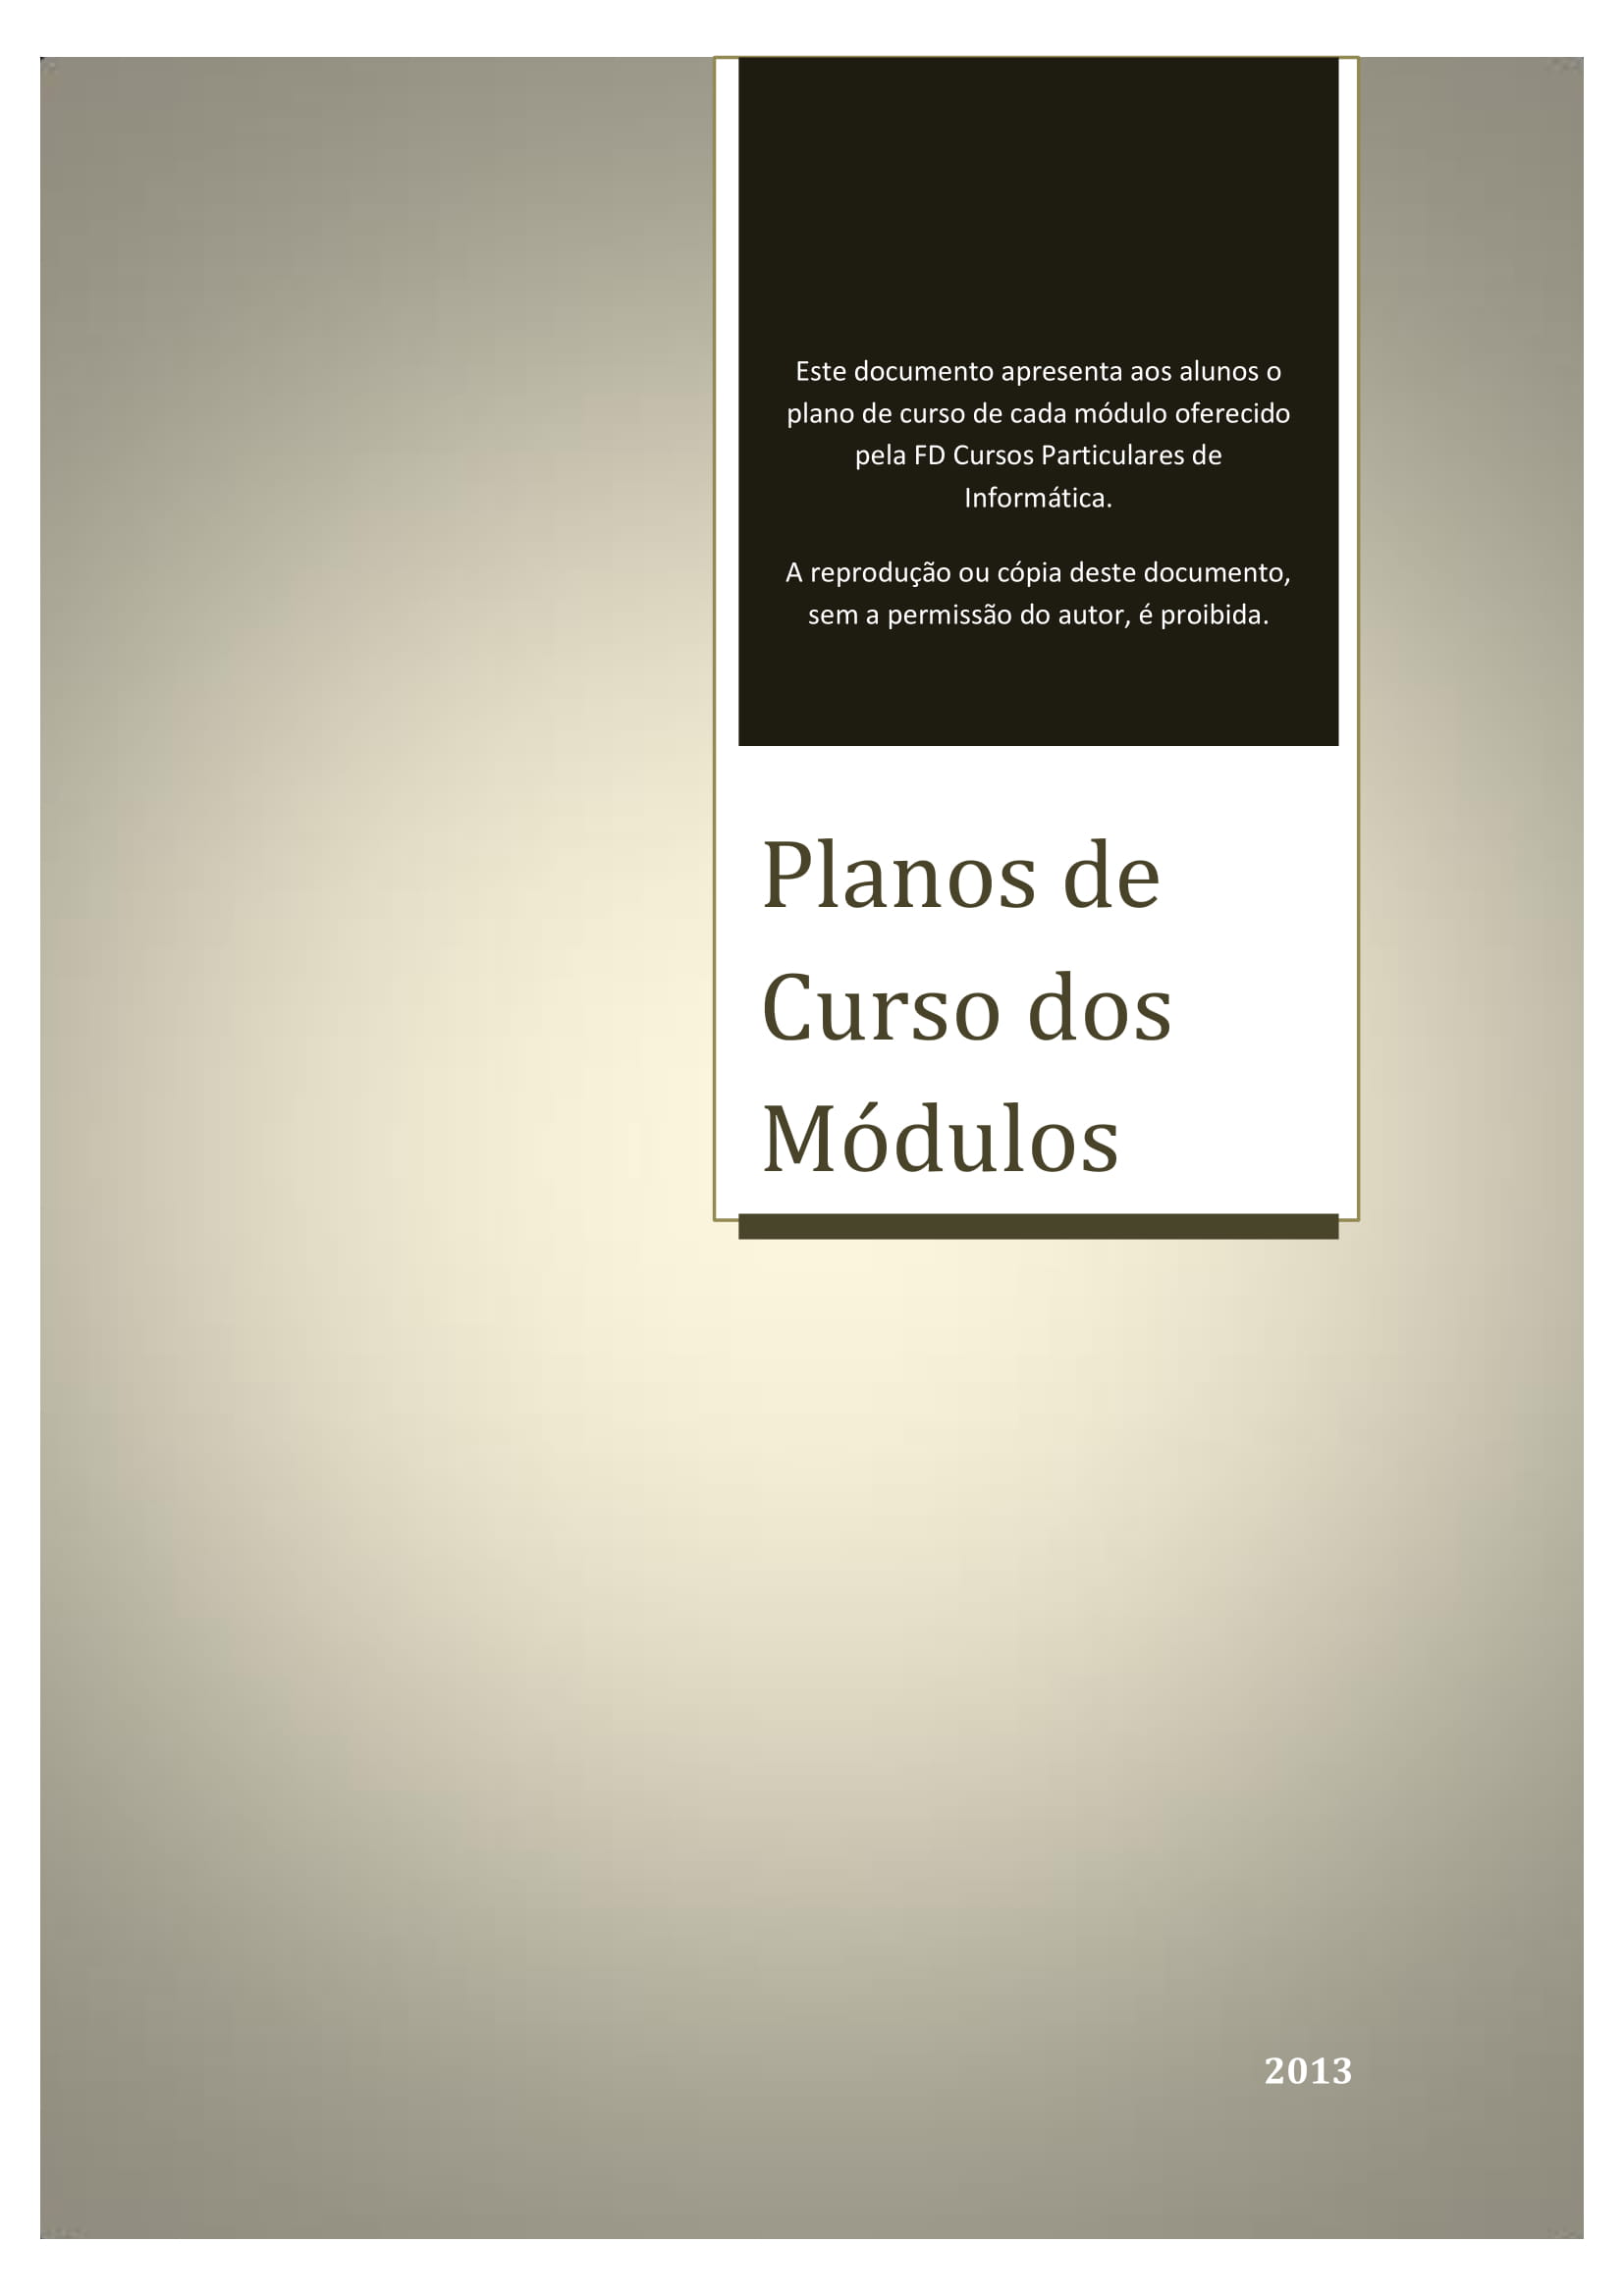 Este documento apresenta aos alunos o
plano de curso de cada módulo oferecido
pela FD Cursos Particulares de
Informática.
A reprodução ou cópia deste documento,
sem a permissão do autor, é proibida.
Planos de
Curso dos
Módulos
2013